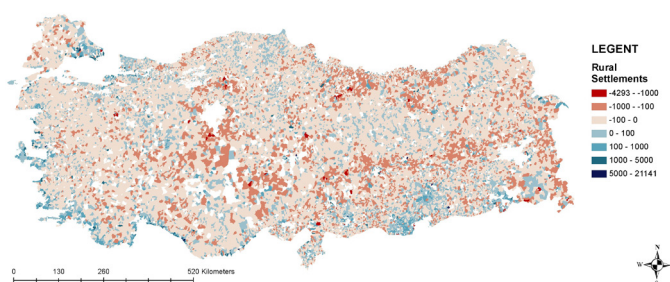 LEGENT
Rural
Settlements
-4293 - -1000
-1000 - -100
-100 - 0
0 - 100
100 - 1000
1000 - 5000
5000 - 21141
N
W
0 130 260 520 Kilometers